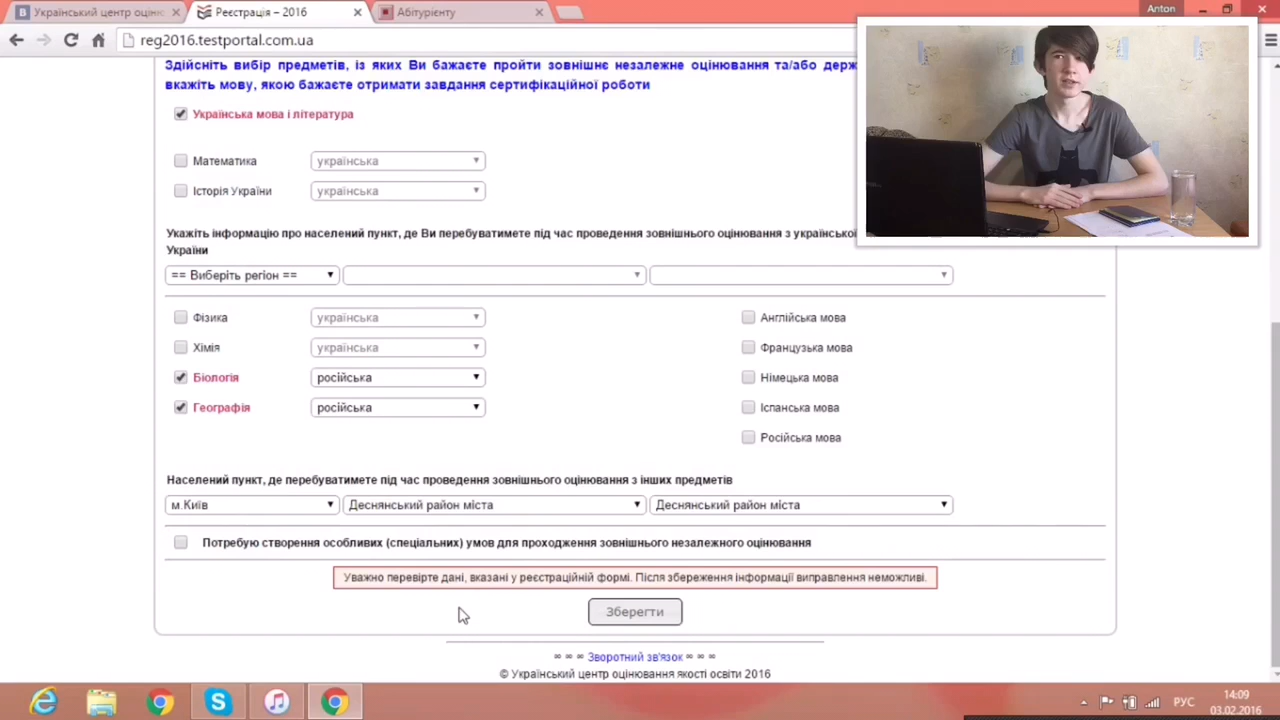 Український центр оцінк
Реєстрація – 2016
Абітурієнту
Anton
reg2016.testportal.com.ua
Здійсніть вибір предметів, із яких Ви бажаєте пройти зовнішнє незалежне оцінювання та/або держ
вкажіть мову, якою бажаєте отримати завдання сертифікаційної роботи
Українська мова і література
Математика українська
Історія України українська
Укажіть інформацію про населений пункт, де Ви перебуватимете під час проведення зовнішнього оцінювання з української
України
== Виберіть регіон ==
Фізика українська Англійська мова
Хімія українська Французька мова
Біологія російська Німецька мова
Географія російська Іспанська мова
Російська мова
Населений пункт, де перебуватимете під час проведення зовнішнього оцінювання з інших предметів
м.Київ Деснянський район міста Деснянський район міста
Потребую створення особливих (спеціальних) умов для проходження зовнішнього незалежного оцінювання
Уважно перевірте дані, вказані у реєстраційній формі. Після збереження інформації виправлення неможливі.
Зберегти
∞ ∞ ∞ Зворотний зв'язок ∞ ∞ ∞
© Український центр оцінювання якості освіти 2016
РУС
14:09
03.02.2016